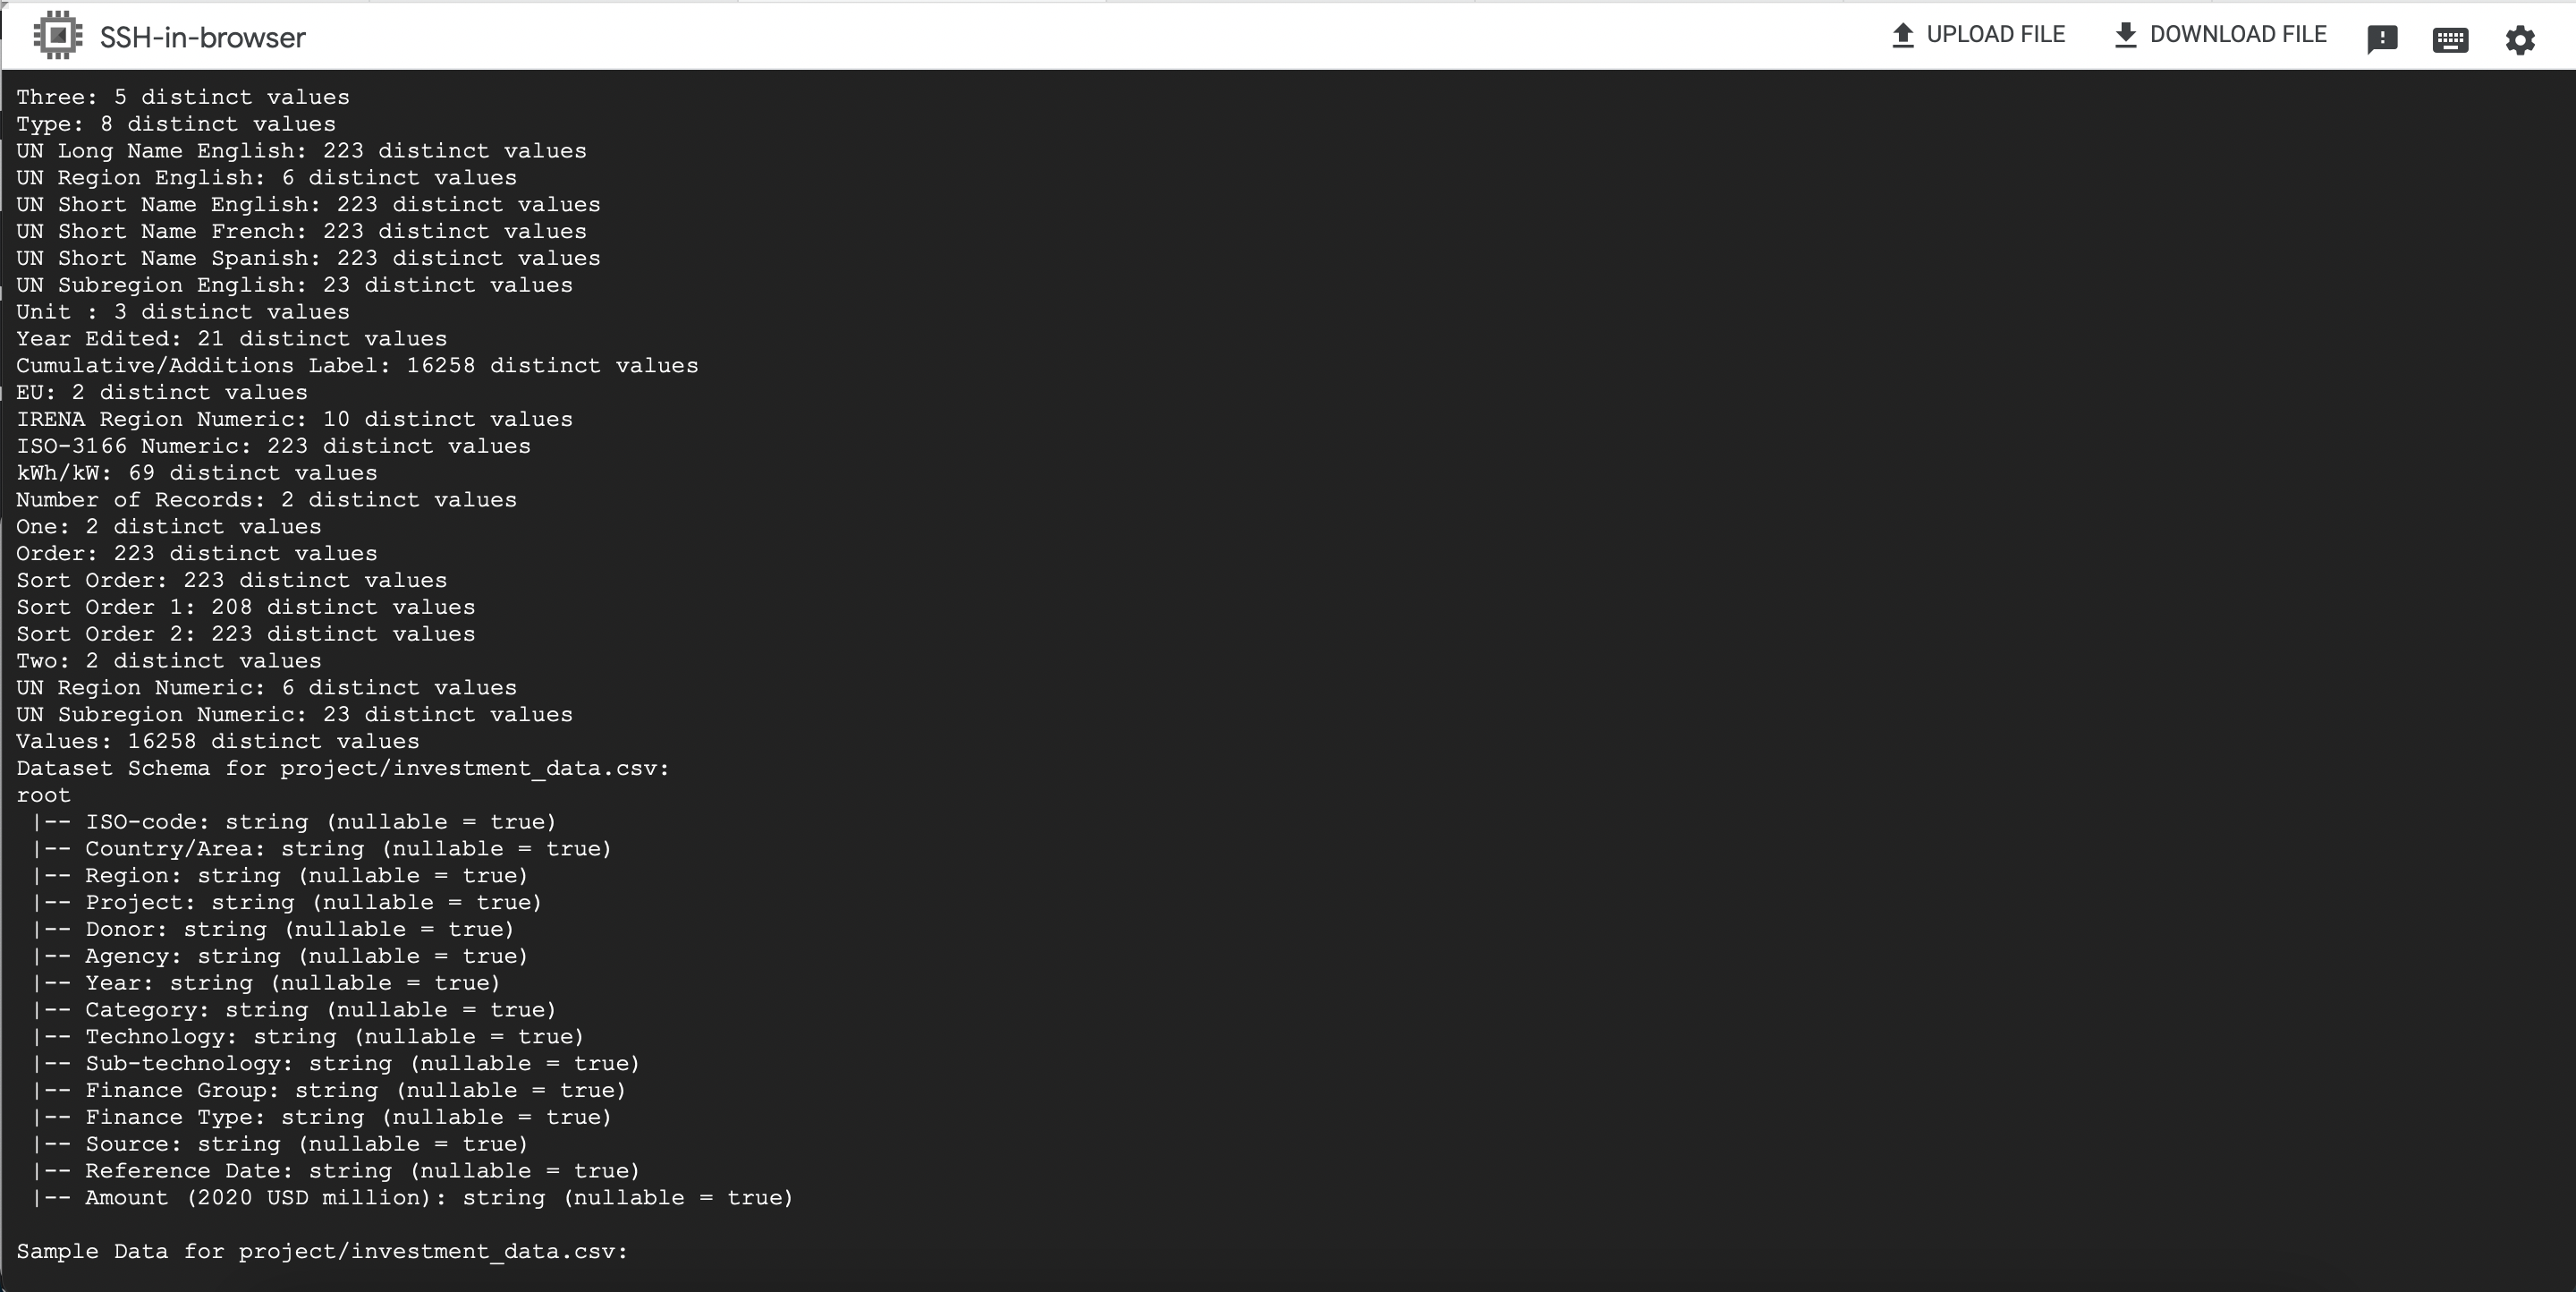 SSH-in-browser
UPLOAD FILE
DOWNLOAD FILE
Three: 5 distinct values
Type: 8 distinct values
UN Long Name English: 223 distinct values
UN Region English: 6 distinct values
UN Short Name English: 223 distinct values
UN Short Name French: 223 distinct values
UN Short Name Spanish: 223 distinct values
UN Subregion English: 23 distinct values
Unit : 3 distinct values
Year Edited: 21 distinct values
Cumulative/Additions Label: 16258 distinct values
EU: 2 distinct values
IRENA Region Numeric: 10 distinct values
ISO-3166 Numeric: 223 distinct values
kWh/kW: 69 distinct values
Number of Records: 2 distinct values
One: 2 distinct values
Order: 223 distinct values
Sort Order: 223 distinct values
Sort Order 1: 208 distinct values
Sort Order 2: 223 distinct values
Two: 2 distinct values
UN Region Numeric: 6 distinct values
UN Subregion Numeric: 23 distinct values
Values: 16258 distinct values
Dataset Schema for project/investment_data.csv:
root
 |-- ISO-code: string (nullable = true)
 |-- Country/Area: string (nullable = true)
 |-- Region: string (nullable = true)
 |-- Project: string (nullable = true)
 |-- Donor: string (nullable = true)
 |-- Agency: string (nullable = true)
 |-- Year: string (nullable = true)
 |-- Category: string (nullable = true)
 |-- Technology: string (nullable = true)
 |-- Sub-technology: string (nullable = true)
 |-- Finance Group: string (nullable = true)
 |-- Finance Type: string (nullable = true)
 |-- Source: string (nullable = true)
 |-- Reference Date: string (nullable = true)
 |-- Amount (2020 USD million): string (nullable = true)
Sample Data for project/investment_data.csv: